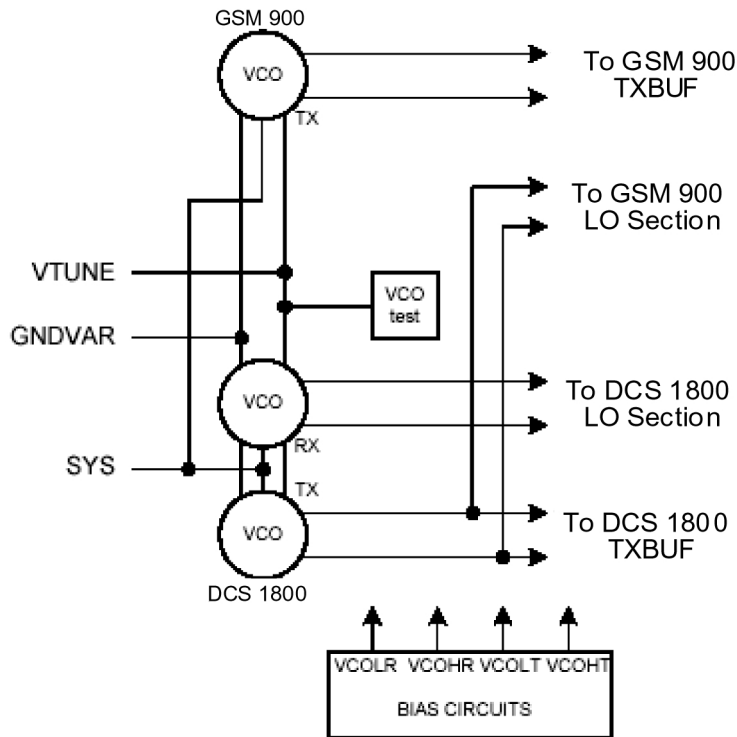 GSM 900
VCO
TX
To GSM 900
TXBUF
To GSM 900
LO Section
VTUNE
VCO
test
GNDVAR
VCO
RX
To DCS 1800
LO Section
SYS
TX
VCO
DCS 1800
To DCS 1800
TXBUF
VCOLR VCOHR VCOLT VCOHT
BIAS CIRCUITS